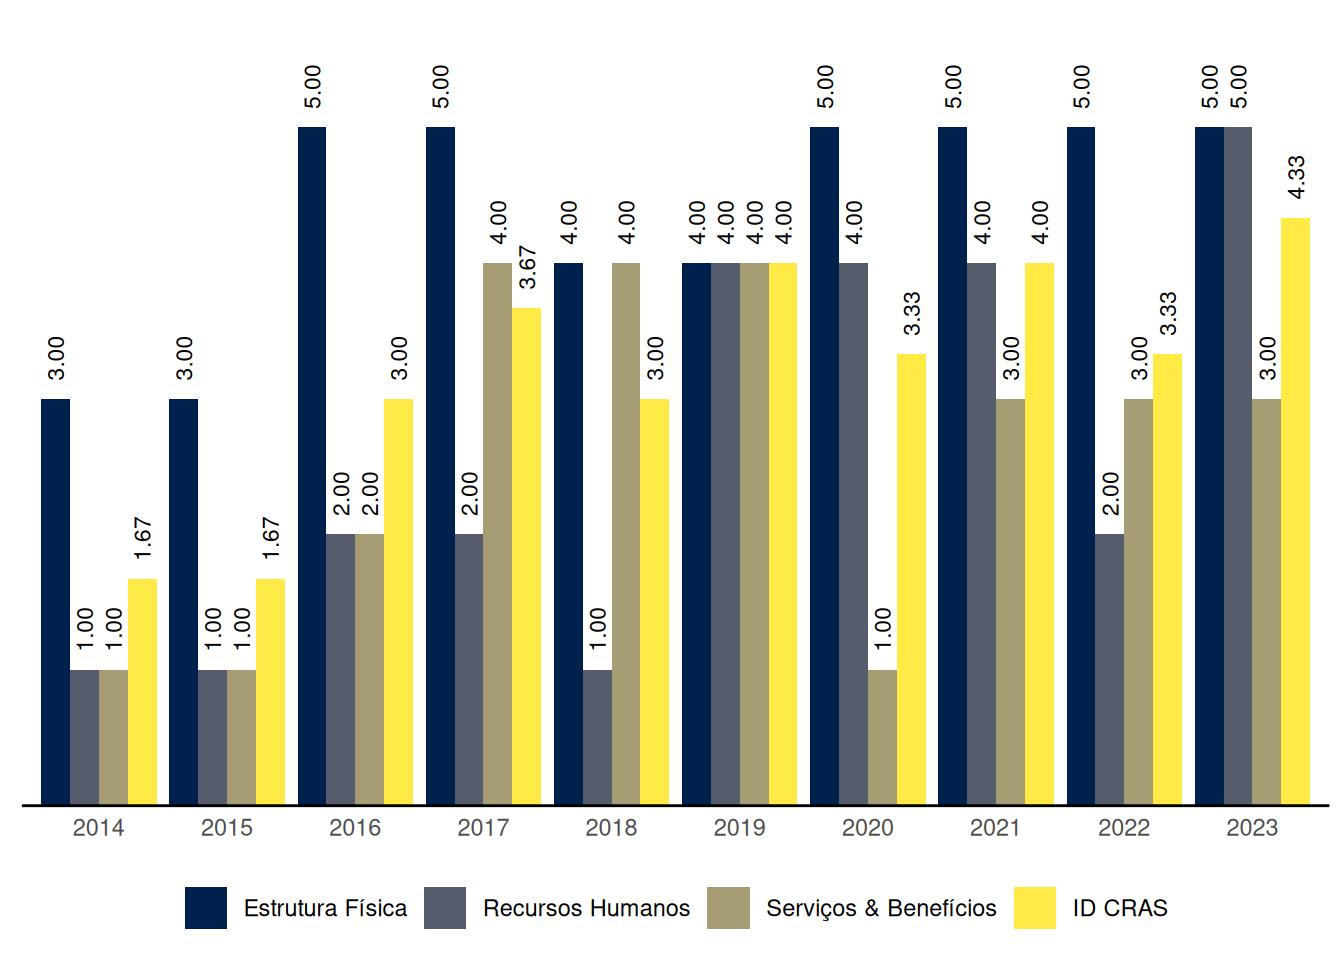 3.00 1.00 1.00 1.67
3.00 1.00 1.00 1.67
5.00 2.00 2.00 3.00
5.00 2.00 4.00 3.67
4.00 1.00 4.00 3.00
4.00 4.00 4.00 4.00
5.00 4.00 1.00 3.33
5.00 4.00 3.00 4.00
5.00 2.00 3.00 3.33
5.00 5.00 3.00 4.33
2014 2015 2016 2017 2018 2019 2020 2021 2022 2023
Estrutura Física Recursos Humanos Serviços & Benefícios ID CRAS